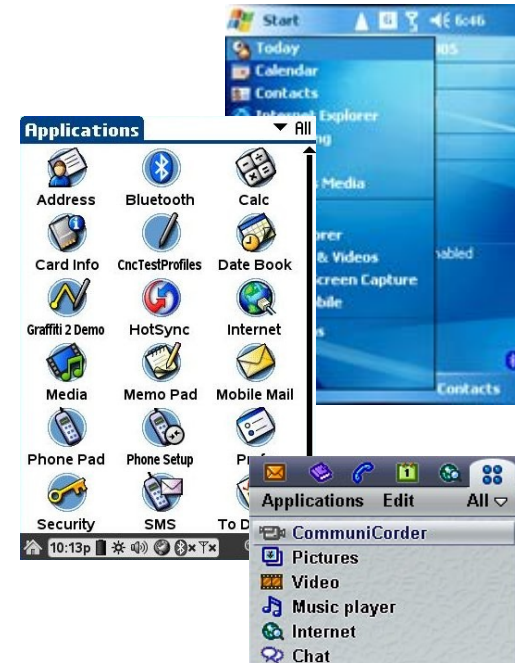 Start 6:46
Today
Calendar
Contacts
Internet Explorer
Media
& Videos
Screen Capture
Contacts
Applications All
Address Bluetooth Calc
Card Info CncTestProfiles Date Book
Graffiti 2 Demo HotSync Internet
Media Memo Pad Mobile Mail
Phone Pad Phone Setup
Security SMS To D
10:13p
1
Applications Edit All
CommuniCorder
Pictures
Video
Music player
Internet
Chat